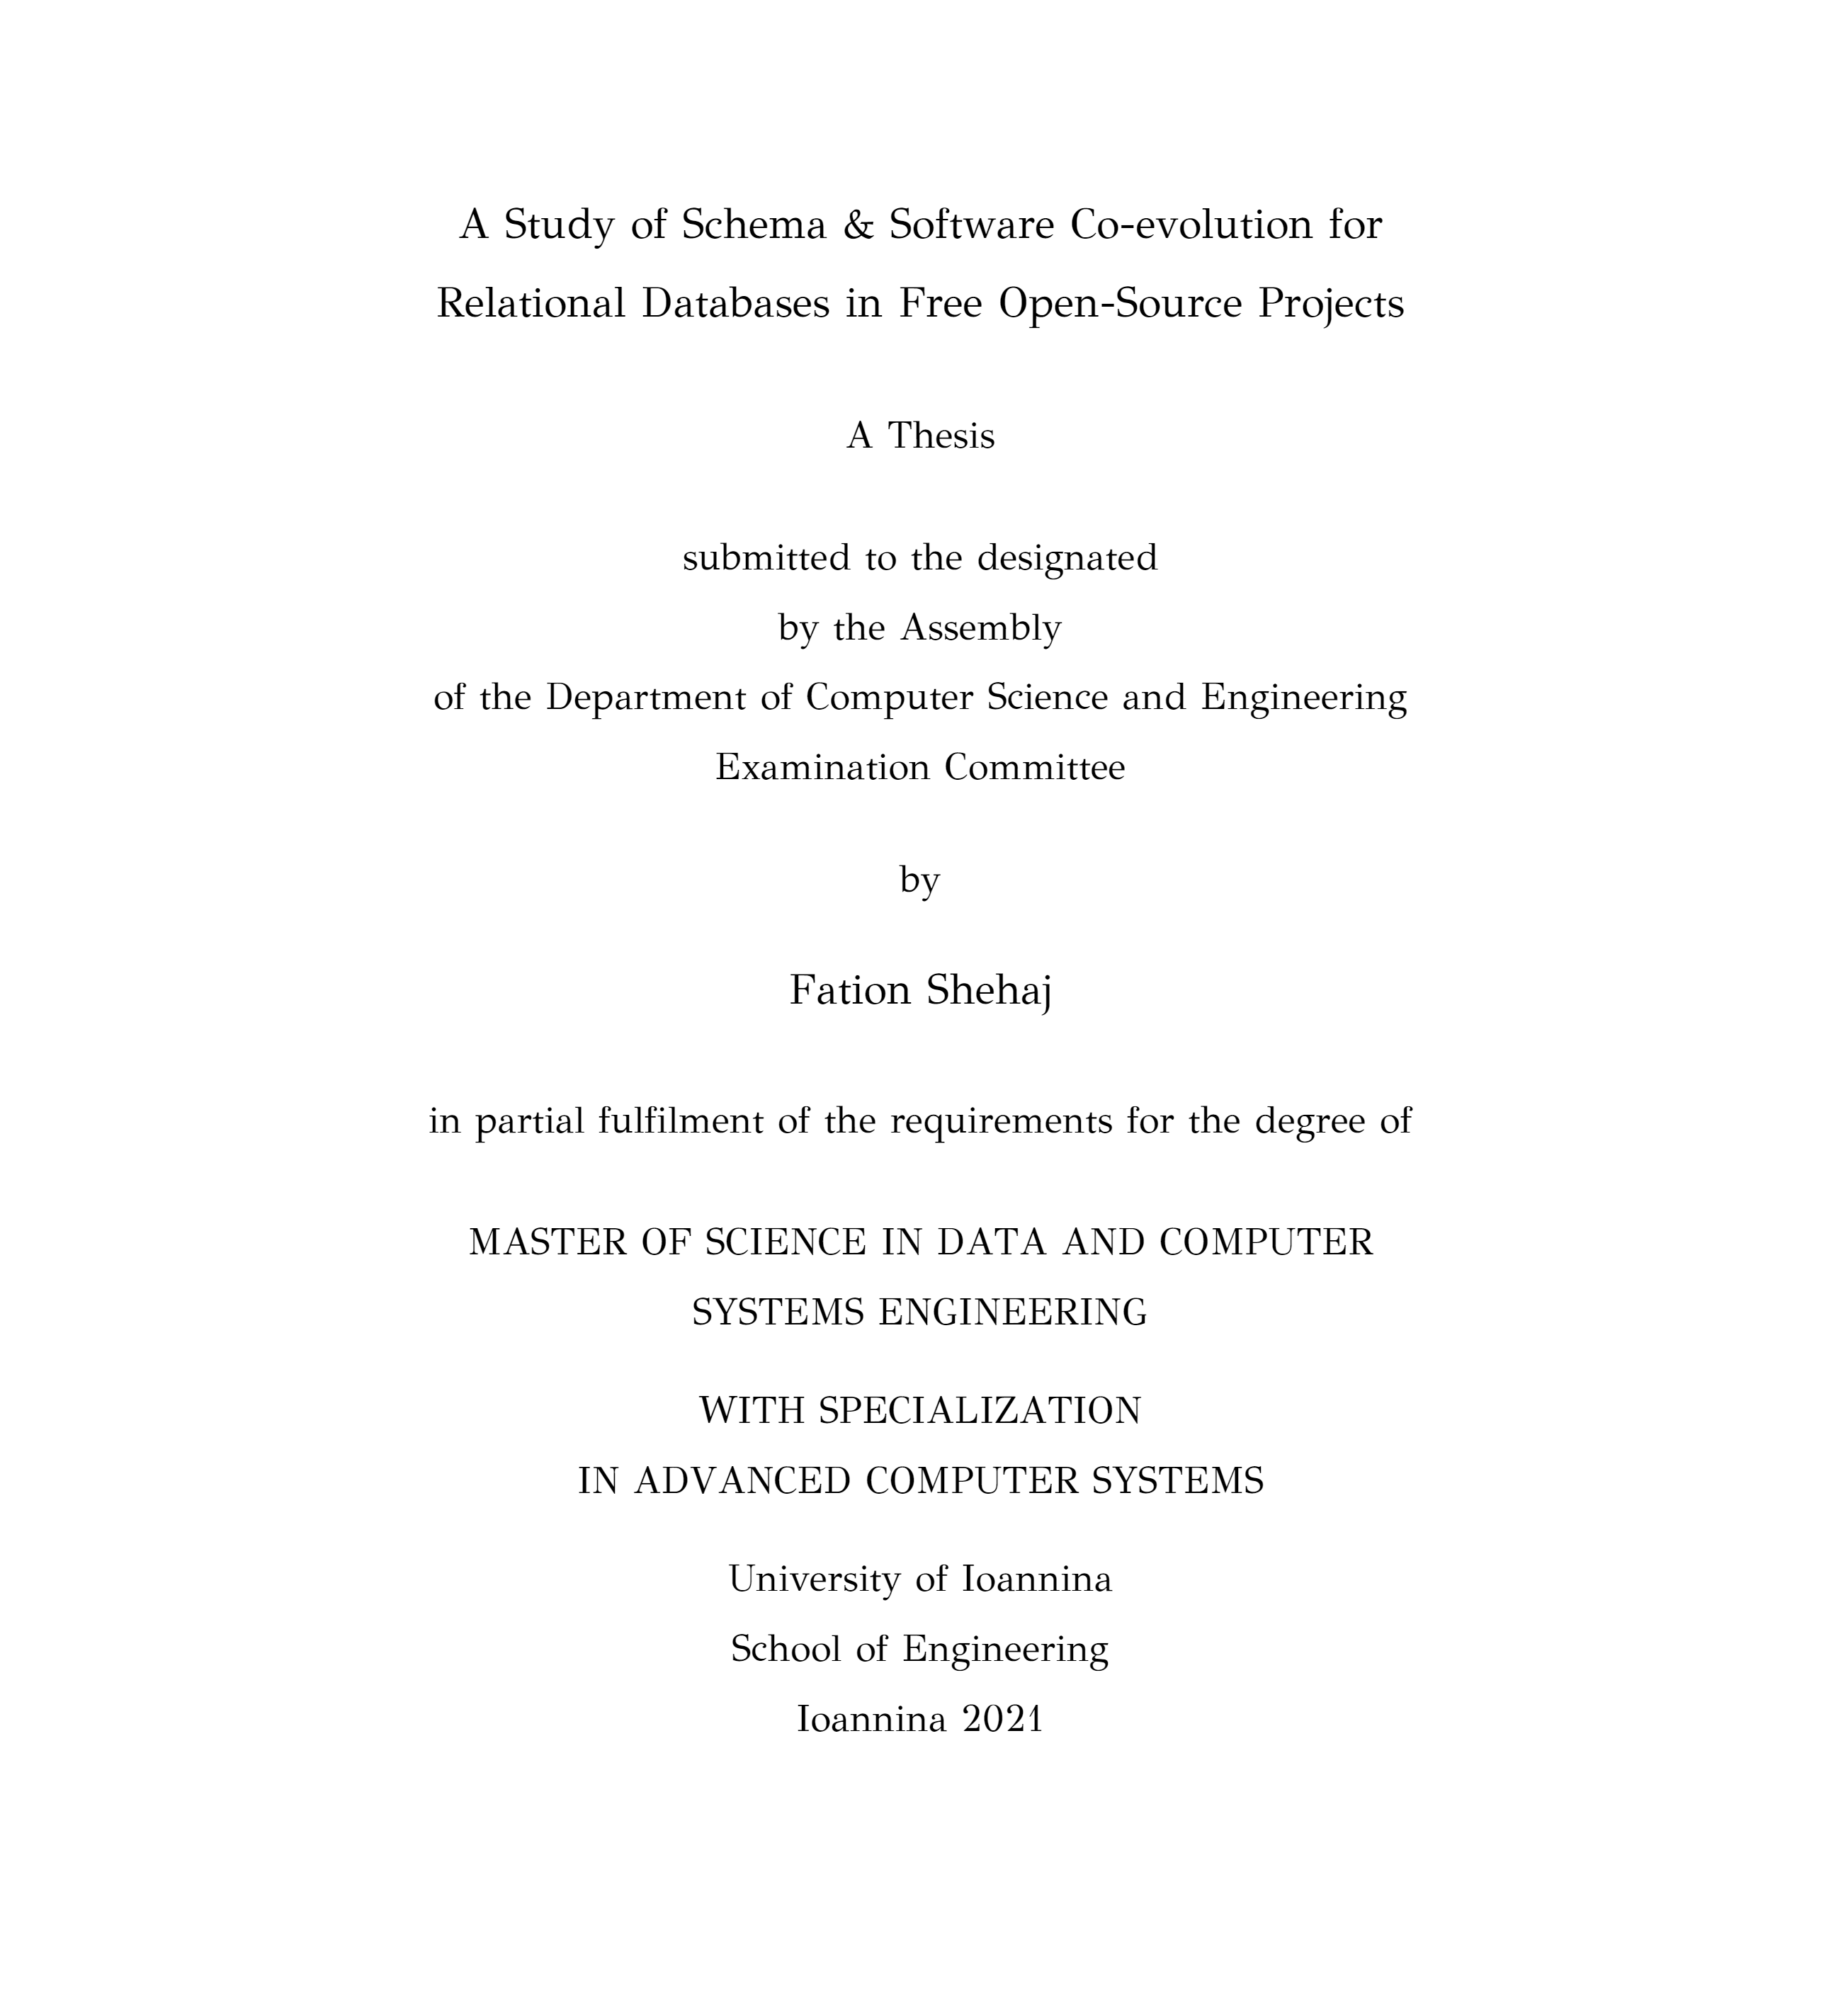 A Study of Schema & Software Co-evolution for
Relational Databases in Free Open-Source Projects
A Thesis
submitted to the designated
by the Assembly
of the Department of Computer Science and Engineering
Examination Committee
by
Fation Shehaj
in partial fulfilment of the requirements for the degree of
MASTER OF SCIENCE IN DATA AND COMPUTER
SYSTEMS ENGINEERING
WITH SPECIALIZATION
IN ADVANCED COMPUTER SYSTEMS
University of Ioannina
School of Engineering
Ioannina 2021